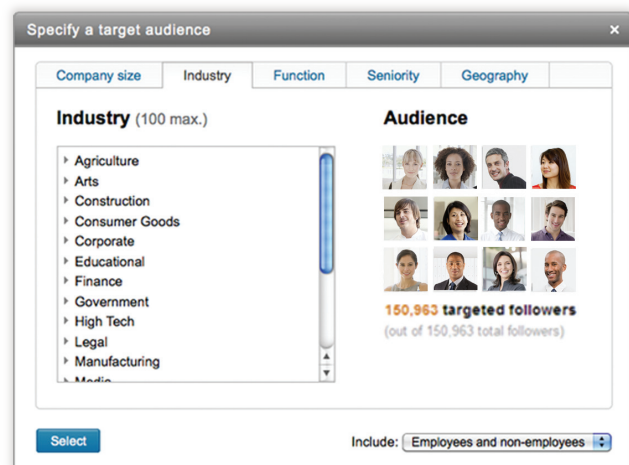 Specify a target audience ×
Company size Industry Function Seniority Geography
Industry (100 max.)
Agriculture
Arts
Construction
Consumer Goods
Corporate
Educational
Finance
Government
High Tech
Legal
Manufacturing
Media
Audience
150,963 targeted followers
(out of 150,963 total followers)
Select
Include: Employees and non-employees